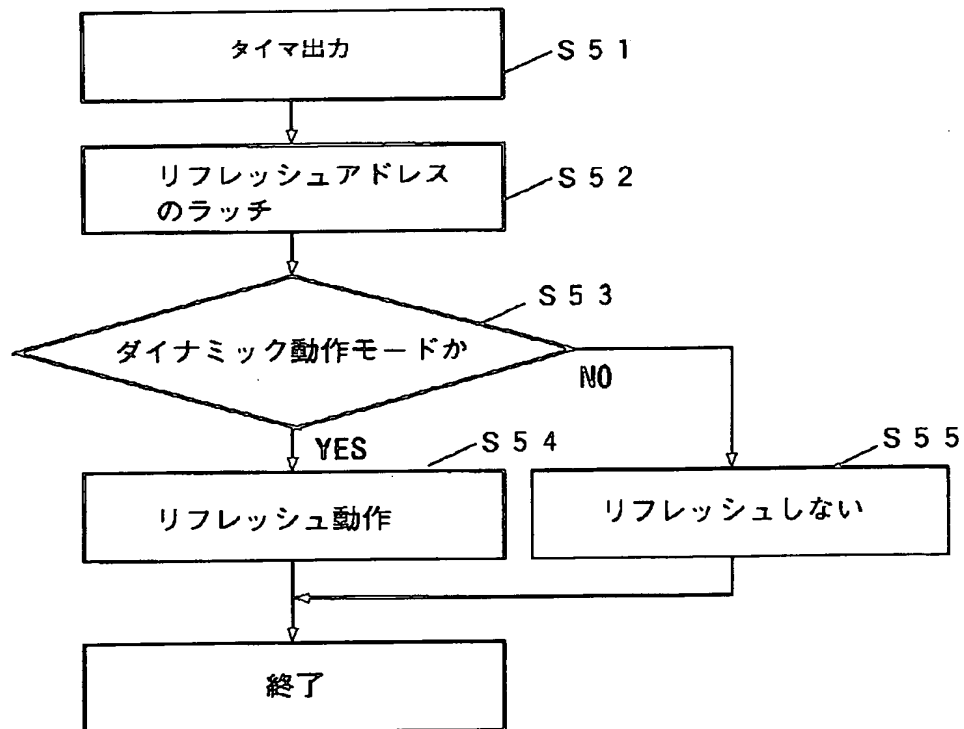 タイマ出力
S51
リフレッシュアドレス
のラッチ
S52
S53
ダイナミック動作モードか
NO
YES
S54
S55
リフレッシュ動作
リフレッシュしない
終了